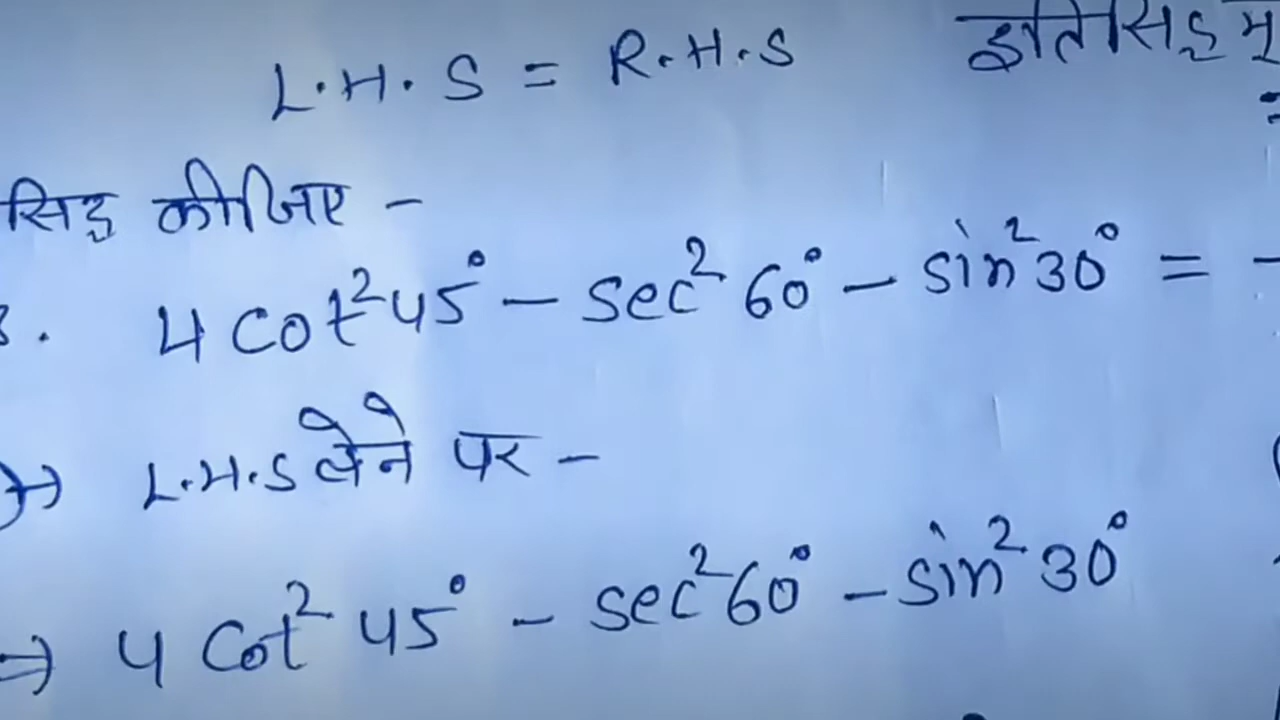 L.H.S = R.H.S
सिद्ध कीजिए -
4 Cot²45° - sec²60° - sin²30° = -
L.H.S लेने पर -
⇒ 4 Cot²45° - sec²60° - sin²30°